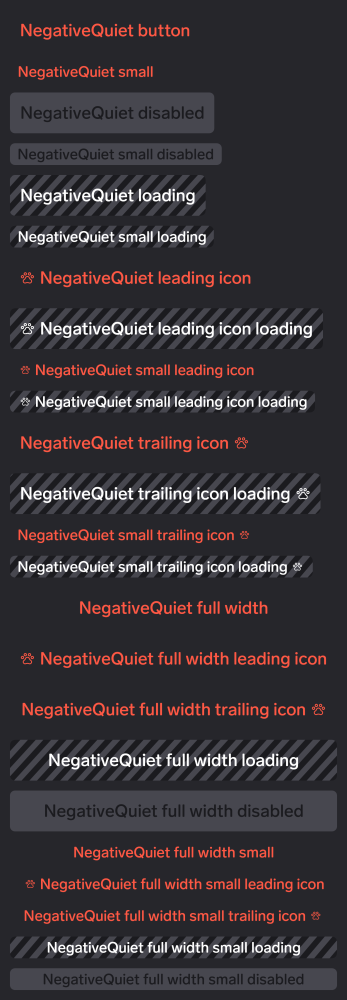 NegativeQuiet button
NegativeQuiet small
NegativeQuiet disabled
NegativeQuiet small disabled
NegativeQuiet loading
NegativeQuiet small loading
NegativeQuiet leading icon
NegativeQuiet leading icon loading
NegativeQuiet small leading icon
NegativeQuiet small leading icon loading
NegativeQuiet trailing icon
NegativeQuiet trailing icon loading
NegativeQuiet small trailing icon
NegativeQuiet small trailing icon loading
NegativeQuiet full width
NegativeQuiet full width leading icon
NegativeQuiet full width trailing icon
NegativeQuiet full width loading
NegativeQuiet full width disabled
NegativeQuiet full width small
NegativeQuiet full width small leading icon
NegativeQuiet full width small trailing icon
NegativeQuiet full width small loading
NegativeQuiet full width small disabled